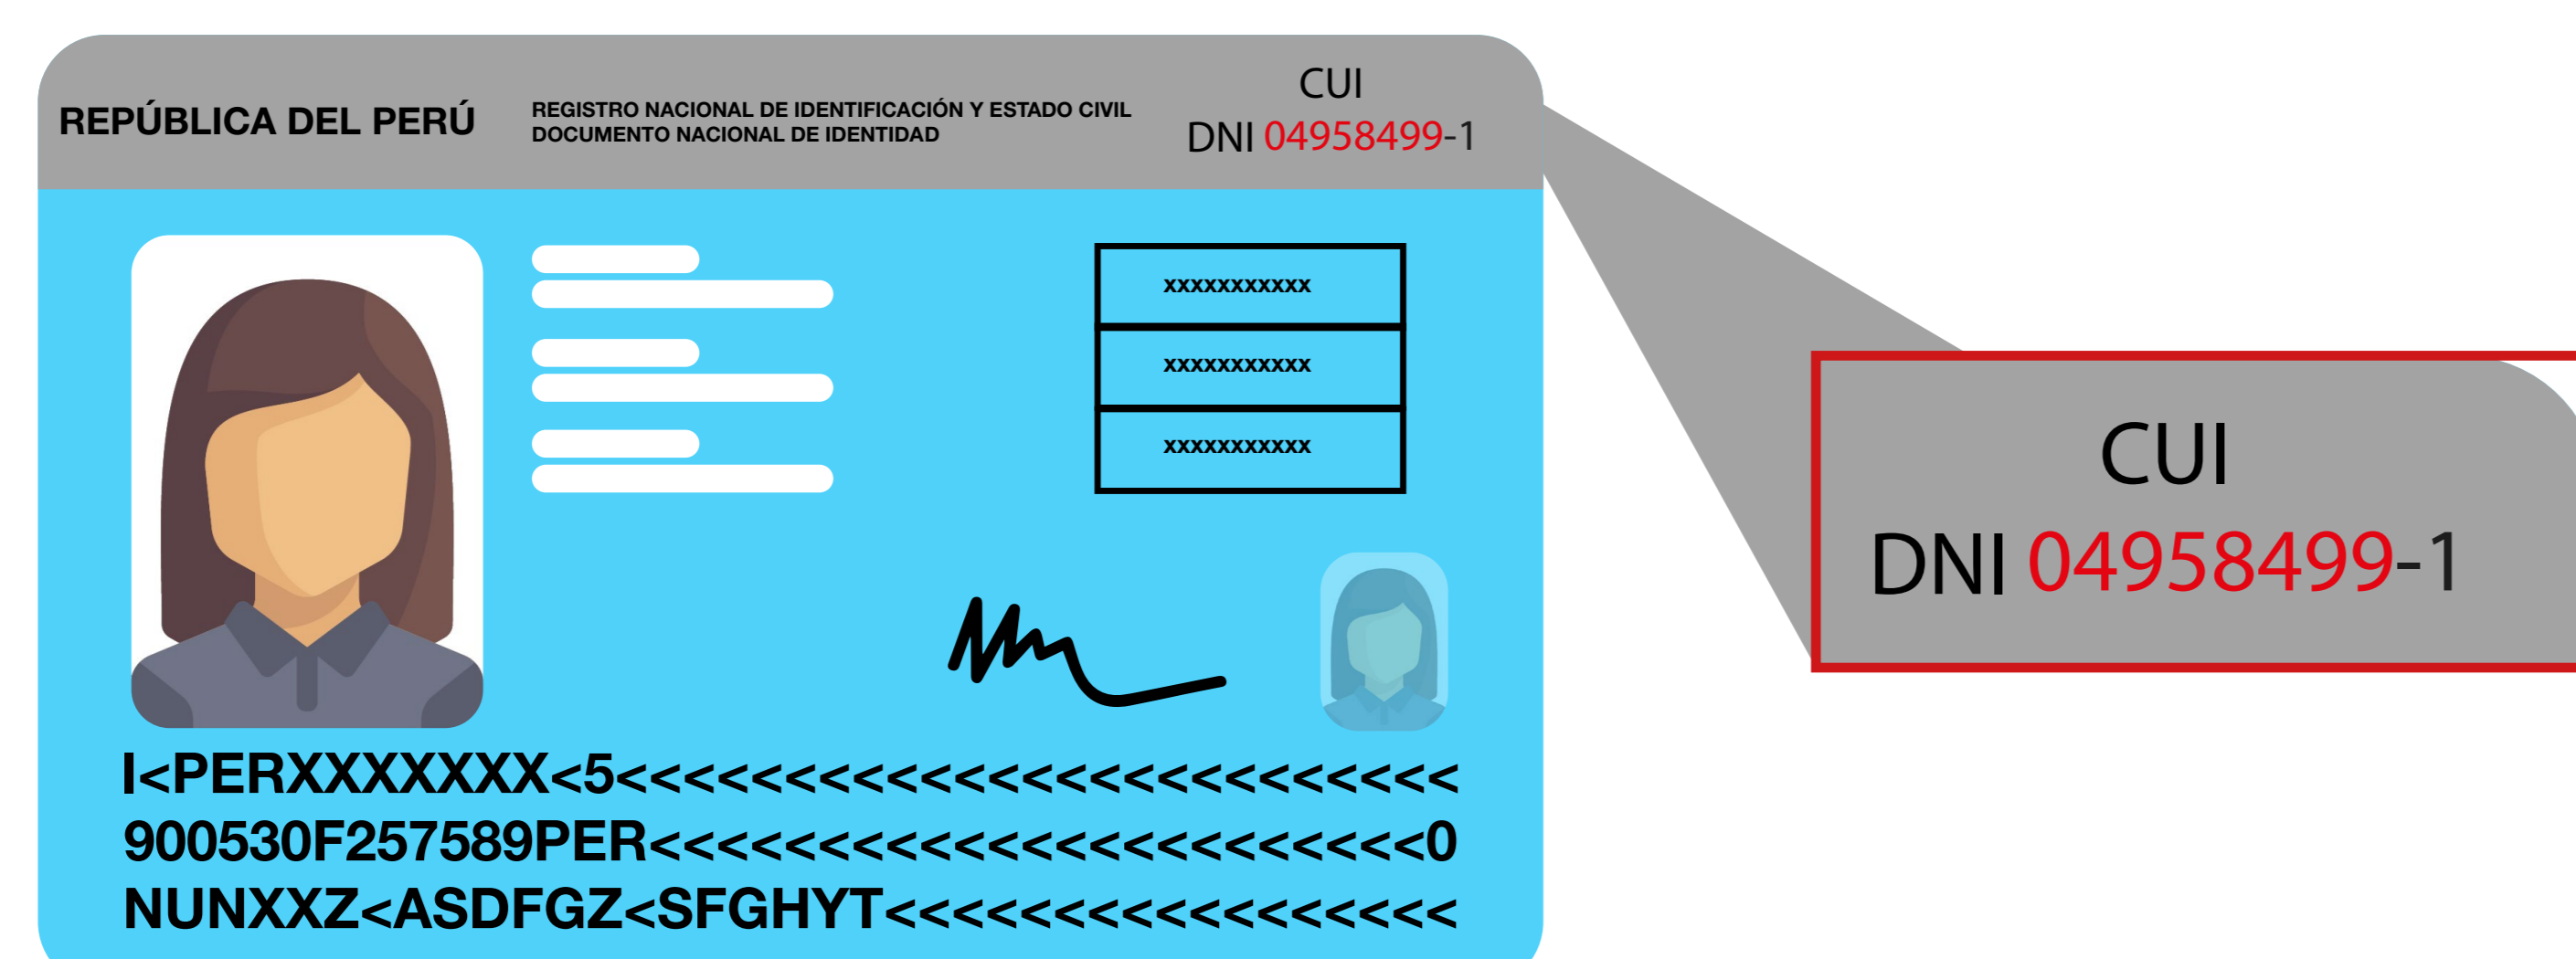 REPÚBLICA DEL PERÚ
REGISTRO NACIONAL DE IDENTIFICACIÓN Y ESTADO CIVIL
DOCUMENTO NACIONAL DE IDENTIDAD
CUI
DNI 04958499-1
xxxxxxxxxxx
xxxxxxxxxxx
xxxxxxxxxxx
I<PERXXXXXXX<5<<<<<<<<<<<<<<<<<<<<<<<<<
900530F257589PER<<<<<<<<<<<<<<<<<<<<<<<0
NUNXXZ<ASDFGZ<SFGHYT<<<<<<<<<<<<<<<<<
CUI
DNI 04958499-1